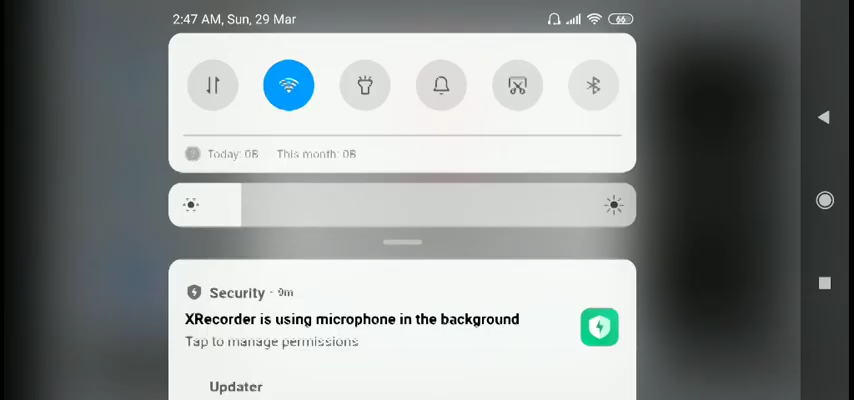 2:47 AM, Sun, 29 Mar
66
Today: 0B This month: 0B
Security · 9m
XRecorder is using microphone in the background
Tap to manage permissions
Updater